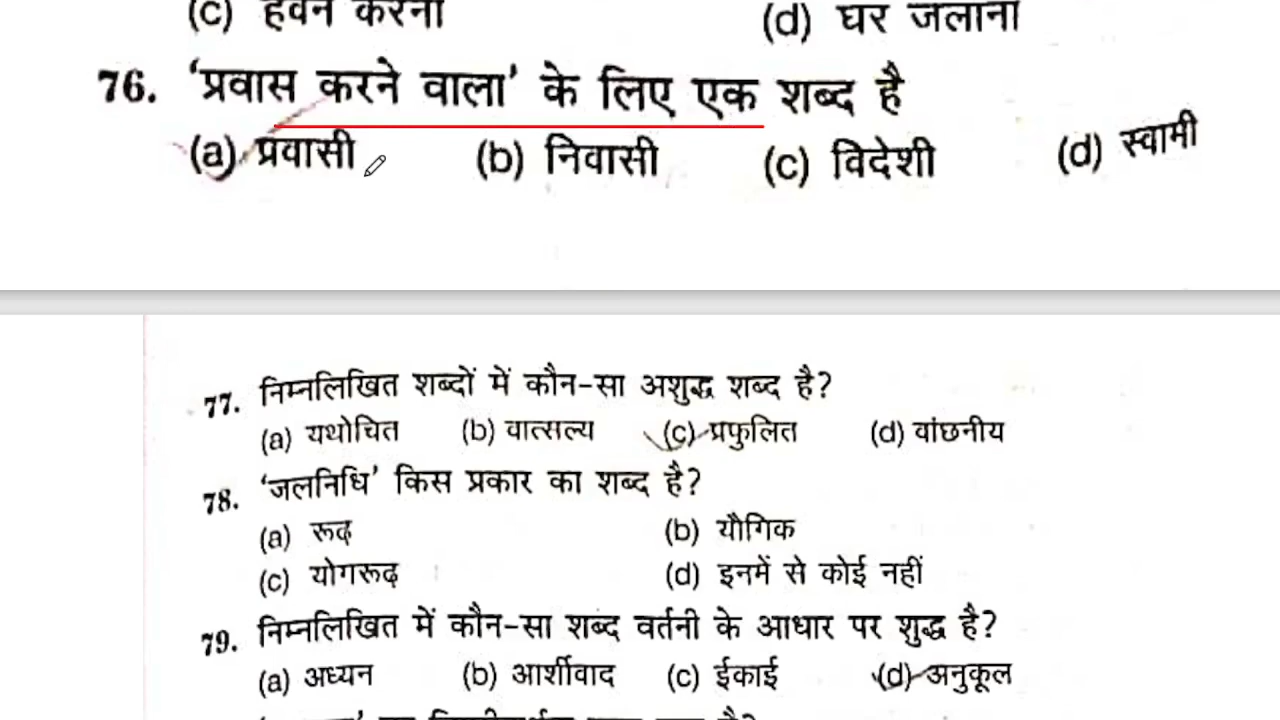 (c) हवन करना (d) घर जलाना
76. ‘प्रवास करने वाला’ के लिए एक शब्द है
(a) प्रवासी (b) निवासी (c) विदेशी (d) स्वामी
77. निम्नलिखित शब्दों में कौन-सा अशुद्ध शब्द है?
(a) यथोचित (b) वात्सल्य (c) प्रफुलित (d) वांछनीय
78. ‘जलनिधि’ किस प्रकार का शब्द है?
(a) रूढ़ (b) यौगिक
(c) योगरूढ़ (d) इनमें से कोई नहीं
79. निम्नलिखित में कौन-सा शब्द वर्तनी के आधार पर शुद्ध है?
(a) अध्यन (b) आर्शीवाद (c) ईकाई (d) अनुकूल